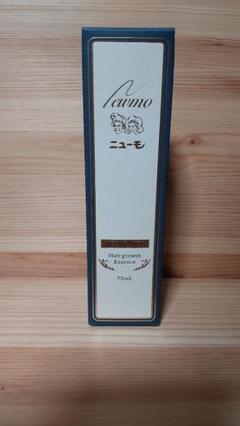 Newmo
ニューモ
Hair growth
Essence
75mL